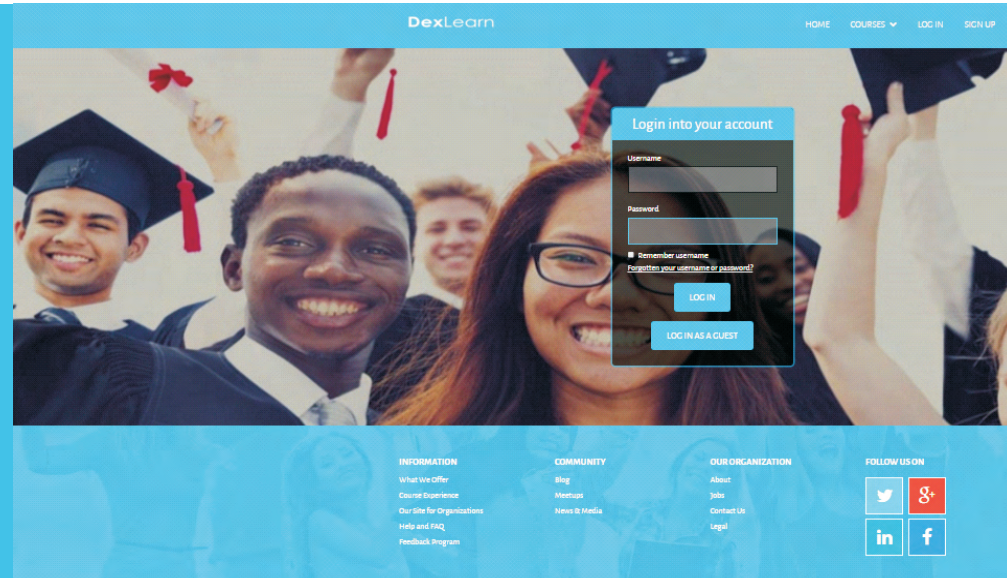 DexLearn
HOME COURSES LOG IN SIGN UP
Login into your account
Username
Password
Remember username
Forgotten your username or password?
LOG IN
LOG IN AS A GUEST
INFORMATION
What We Offer
Course Experience
Our Site for Organizations
Help and FAQ
Feedback Program
COMMUNITY
Blog
Meetups
News & Media
OUR ORGANIZATION
About
Jobs
Contact Us
Legal
FOLLOW US ON
g+
in
f